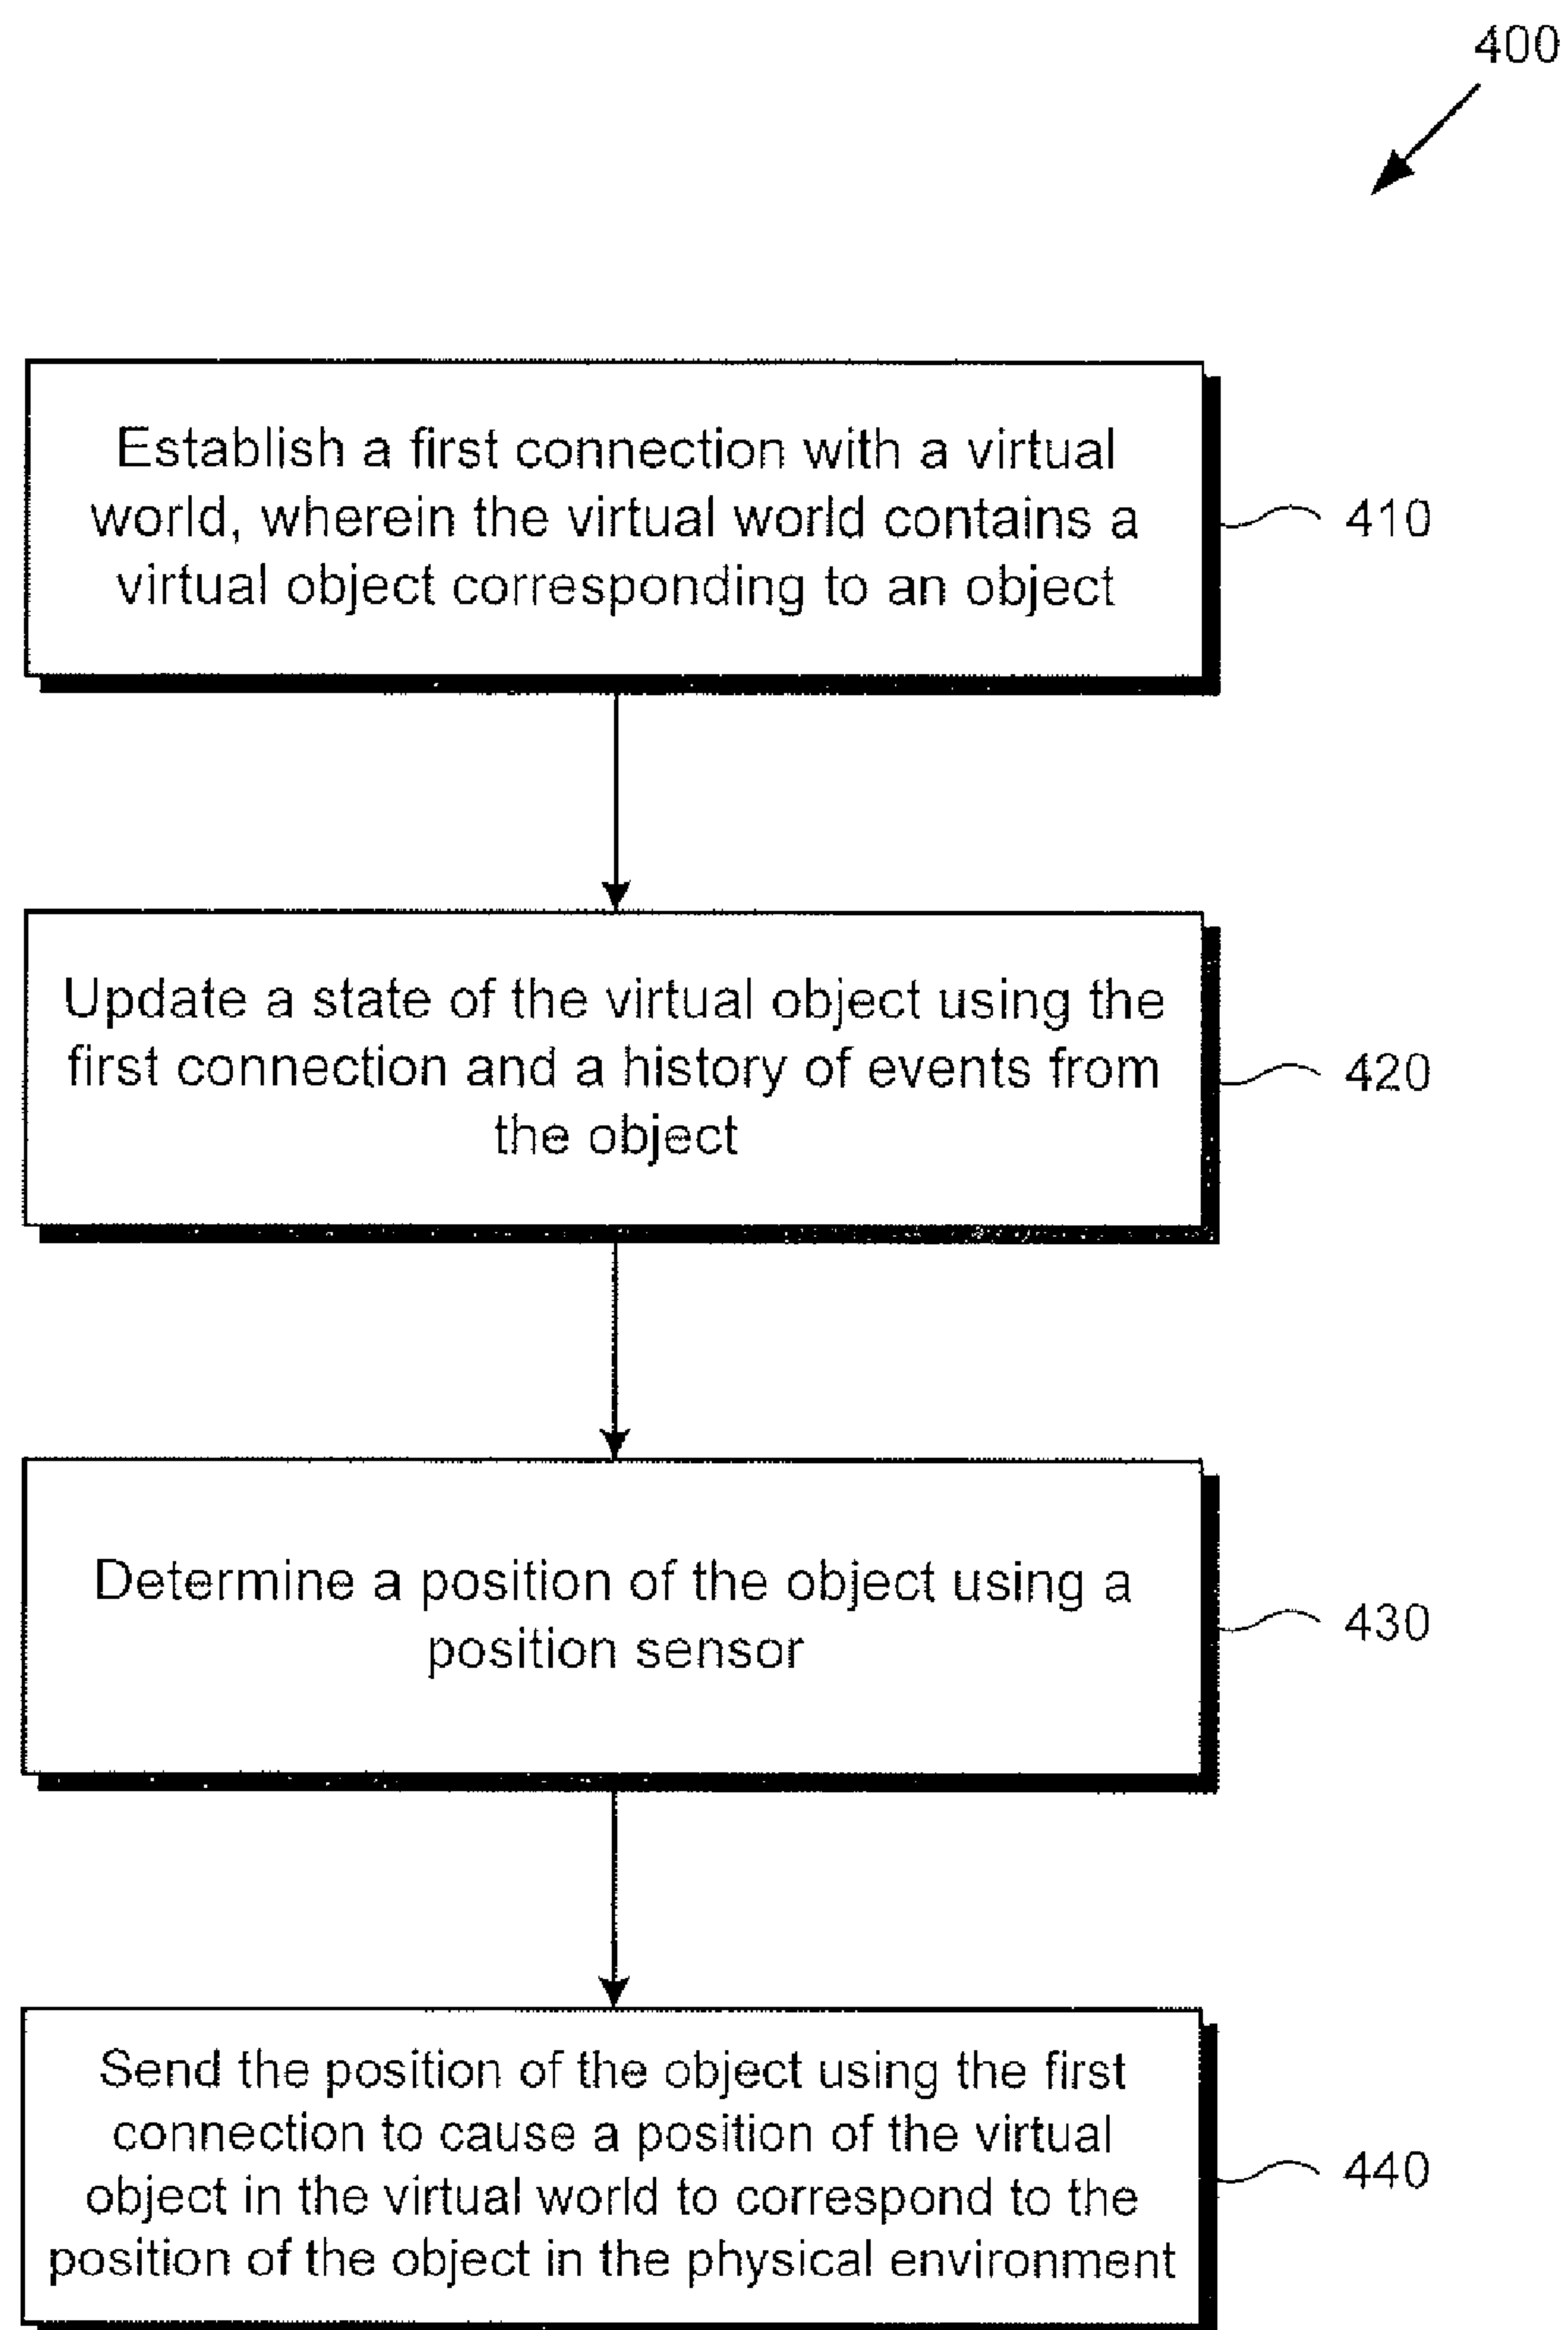 400
Establish a first connection with a virtual
world, wherein the virtual world contains a
virtual object corresponding to an object
410
Update a state of the virtual object using the
first connection and a history of events from
the object
420
Determine a position of the object using a
position sensor
430
Send the position of the object using the first
connection to cause a position of the virtual
object in the virtual world to correspond to the
position of the object in the physical environment
440